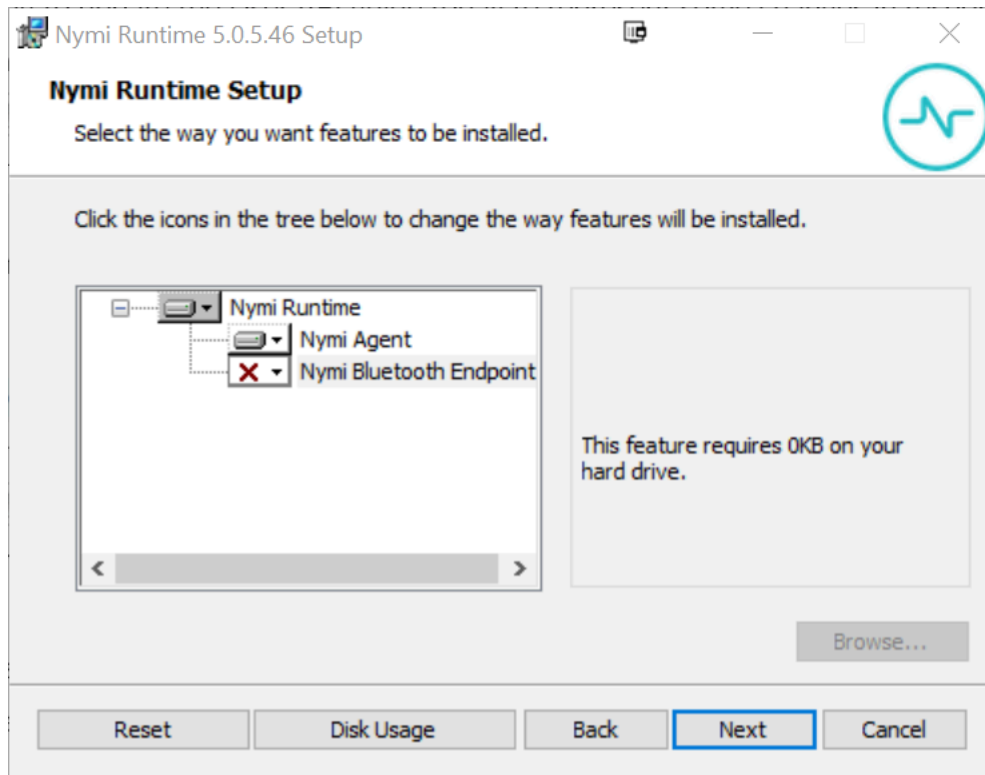 Nymi Runtime 5.0.5.46 Setup
Nymi Runtime Setup
Select the way you want features to be installed.
Click the icons in the tree below to change the way features will be installed.
Nymi Runtime
Nymi Agent
Nymi Bluetooth Endpoint
This feature requires 0KB on your
hard drive.
Browse...
Reset
Disk Usage
Back
Next
Cancel